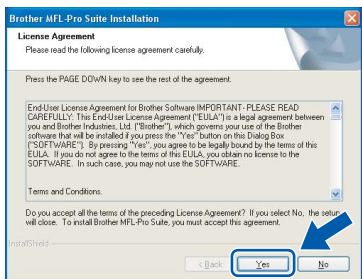 Brother MFL-Pro Suite Installation
License Agreement
Please read the following license agreement carefully.
Press the PAGE DOWN key to see the rest of the agreement.
End-User License Agreement for Brother Software IMPORTANT- PLEASE READ
CAREFULLY: This End-User License Agreement ("EULA") is a legal agreement between
you and Brother Industries, Ltd. ("Brother"), which governs your use of the Brother
software that will be installed if you press the "Yes" button on this Dialog Box
("SOFTWARE"). By pressing "Yes", you agree to be legally bound by the terms of this
EULA. If you do not agree to the terms of this EULA, you obtain no license to the
SOFTWARE. In such case, you may not use the SOFTWARE.
Terms and Conditions.
Do you accept all the terms of the preceding License Agreement? If you select No, the setup
will close. To install Brother MFL-Pro Suite, you must accept this agreement.
InstallShield
< Back
Yes
No